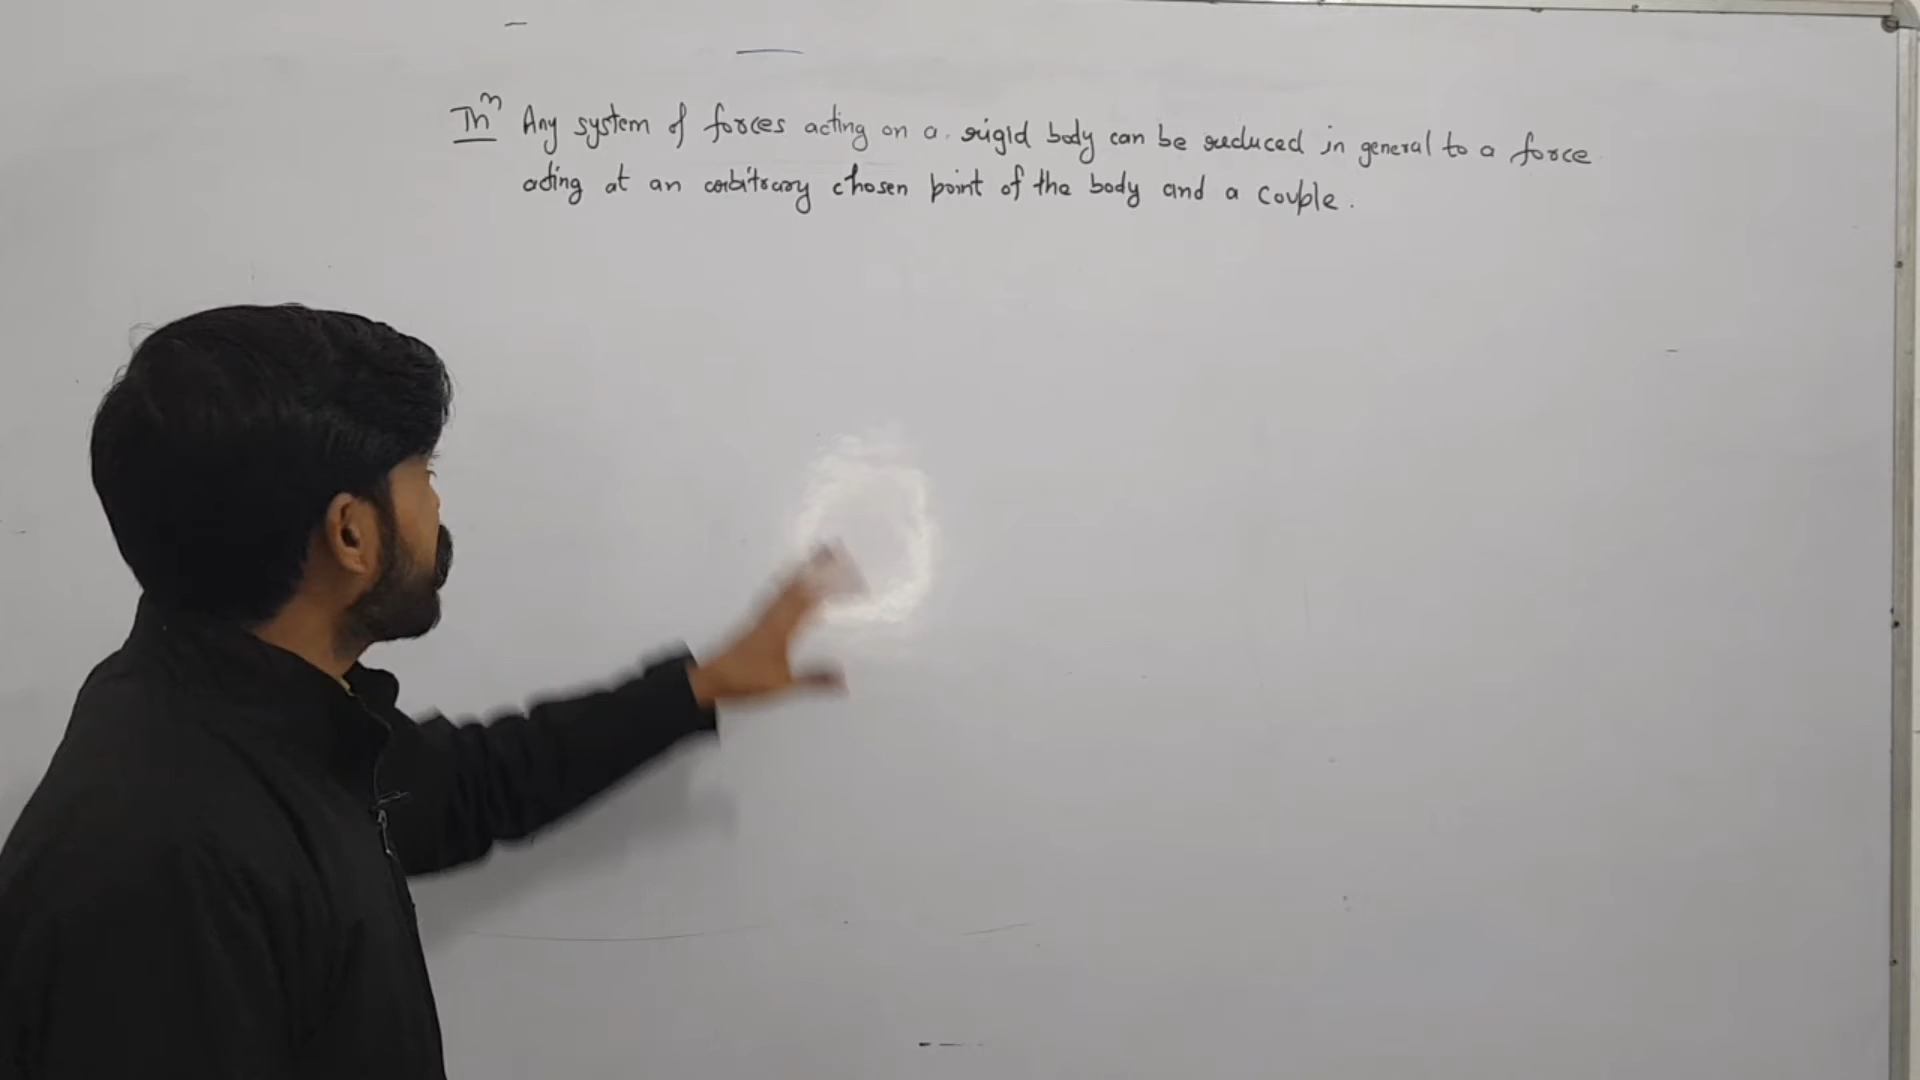 Thm Any system of forces acting on a rigid body can be reduced in general to a force
acting at an arbitrary chosen point of the body and a couple.